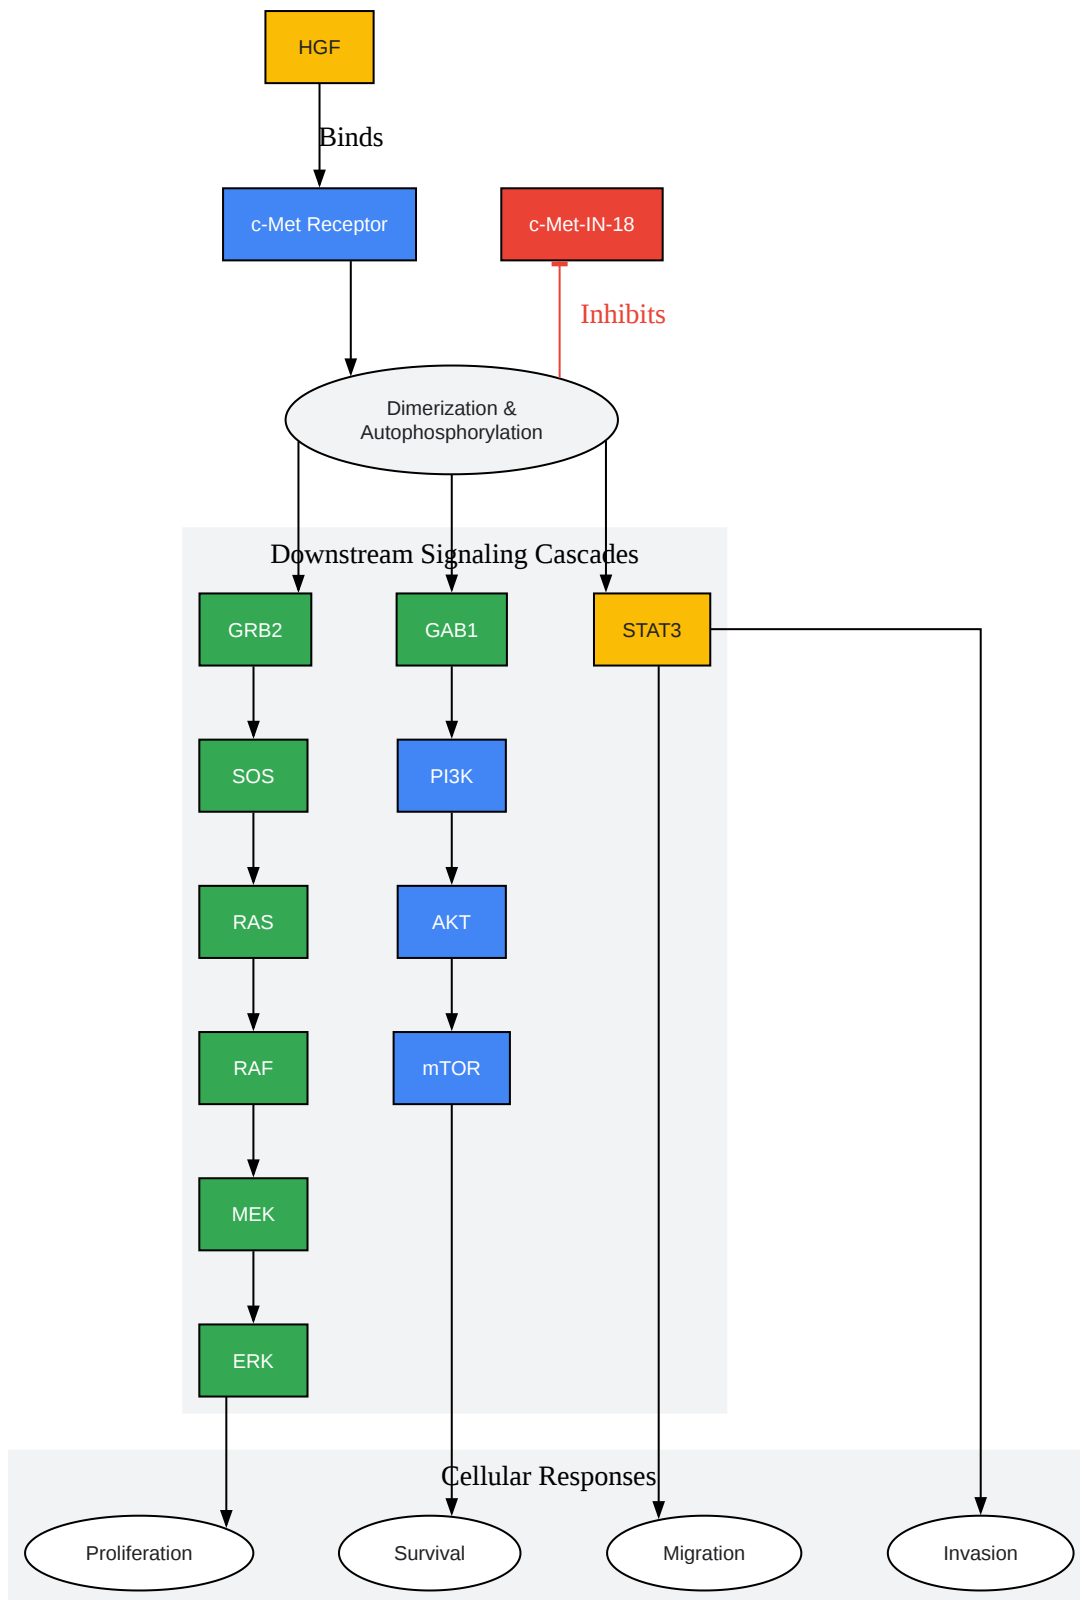 HGF
Binds
c-Met Receptor
c-Met-IN-18
Inhibits
Dimerization &
Autophosphorylation
Downstream Signaling Cascades
GRB2
GAB1
STAT3
SOS
PI3K
RAS
AKT
RAF
mTOR
MEK
ERK
Cellular Responses
Proliferation
Survival
Migration
Invasion